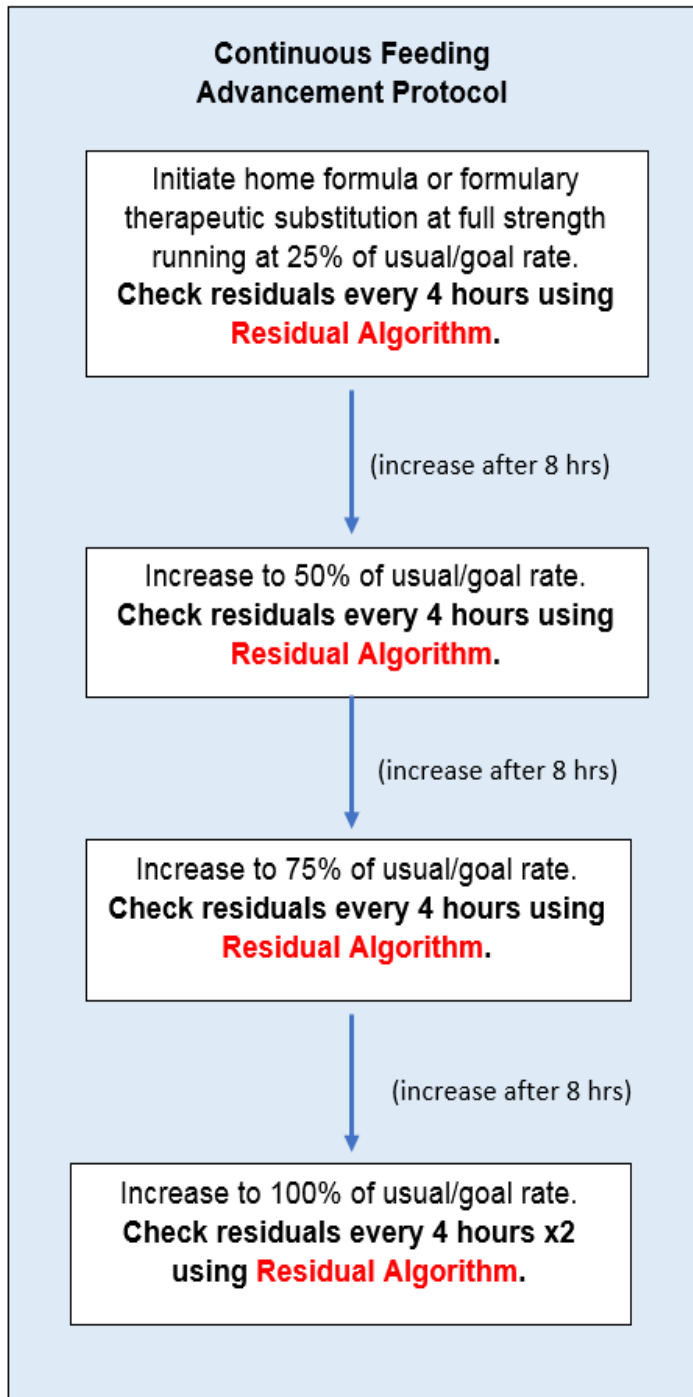 Continuous Feeding
Advancement Protocol
Initiate home formula or formulary
therapeutic substitution at full strength
running at 25% of usual/goal rate.
Check residuals every 4 hours using
Residual Algorithm.
(increase after 8 hrs)
Increase to 50% of usual/goal rate.
Check residuals every 4 hours using
Residual Algorithm.
(increase after 8 hrs)
Increase to 75% of usual/goal rate.
Check residuals every 4 hours using
Residual Algorithm.
(increase after 8 hrs)
Increase to 100% of usual/goal rate.
Check residuals every 4 hours x2
using Residual Algorithm.